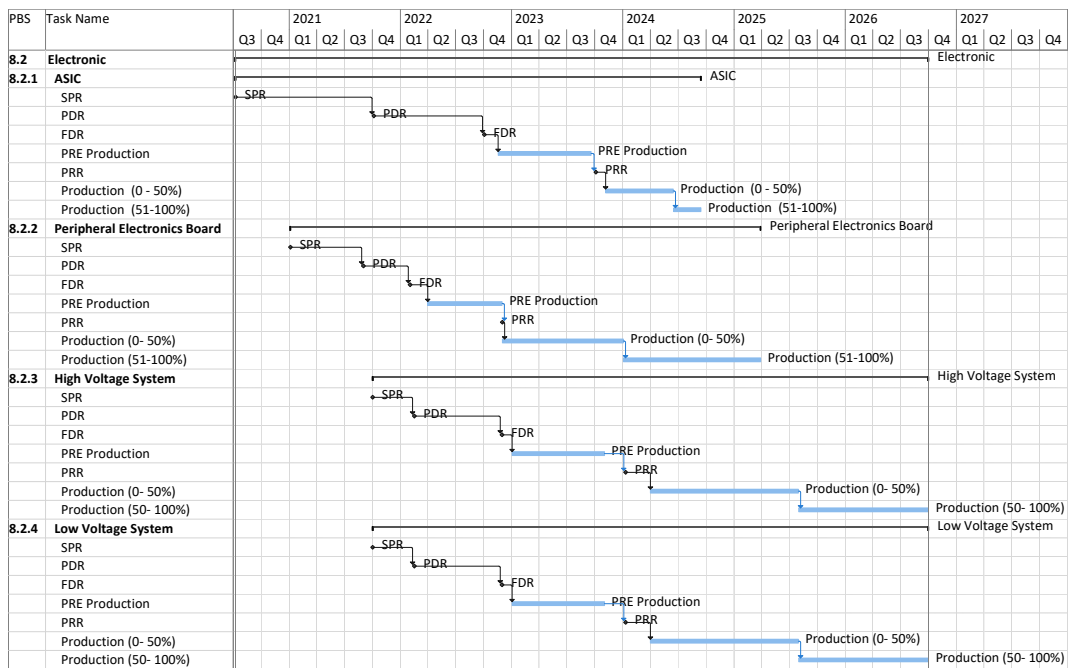 PBS Task Name 2021 2022 2023 2024 2025 2026 2027
Q3 Q4 Q1 Q2 Q3 Q4 Q1 Q2 Q3 Q4 Q1 Q2 Q3 Q4 Q1 Q2 Q3 Q4 Q1 Q2 Q3 Q4 Q1 Q2 Q3 Q4 Q1 Q2 Q3 Q4
8.2 Electronic Electronic
8.2.1 ASIC ASIC
SPR SPR
PDR PDR
FDR FDR
PRE Production PRE Production
PRR PRR
Production (0 - 50%) Production (0 - 50%)
Production (51-100%) Production (51-100%)
8.2.2 Peripheral Electronics Board Peripheral Electronics Board
SPR SPR
PDR PDR
FDR FDR
PRE Production PRE Production
PRR PRR
Production (0- 50%) Production (0- 50%)
Production (51-100%) Production (51-100%)
8.2.3 High Voltage System High Voltage System
SPR SPR
PDR PDR
FDR FDR
PRE Production PRE Production
PRR PRR
Production (0- 50%) Production (0- 50%)
Production (50- 100%) Production (50- 100%)
8.2.4 Low Voltage System Low Voltage System
SPR SPR
PDR PDR
FDR FDR
PRE Production PRE Production
PRR PRR
Production (0- 50%) Production (0- 50%)
Production (50- 100%) Production (50- 100%)